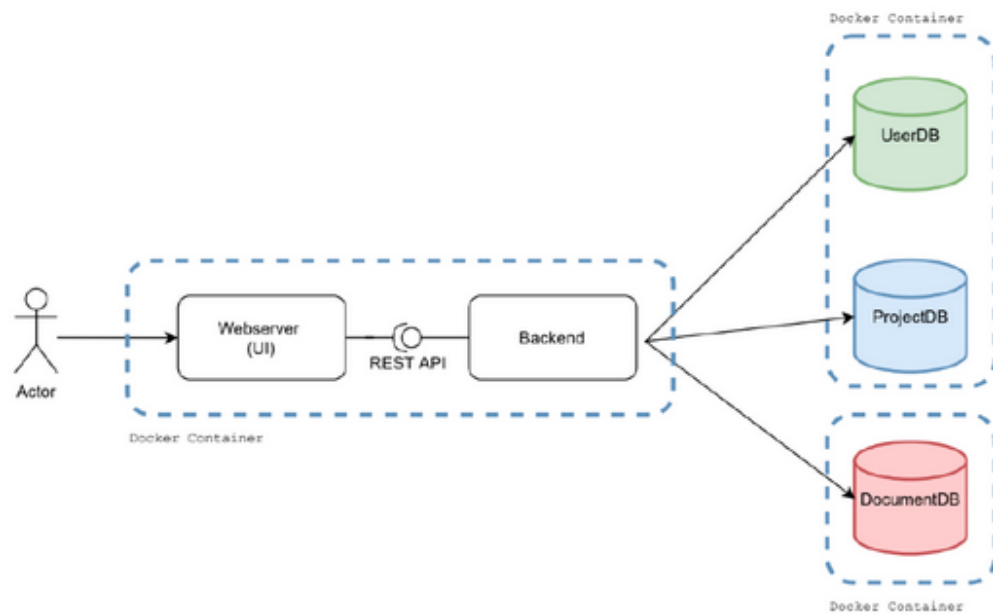 Docker Container
UserDB
ProjectDB
Webserver
(UI)
REST API
Backend
Actor
Docker Container
DocumentDB
Docker Container